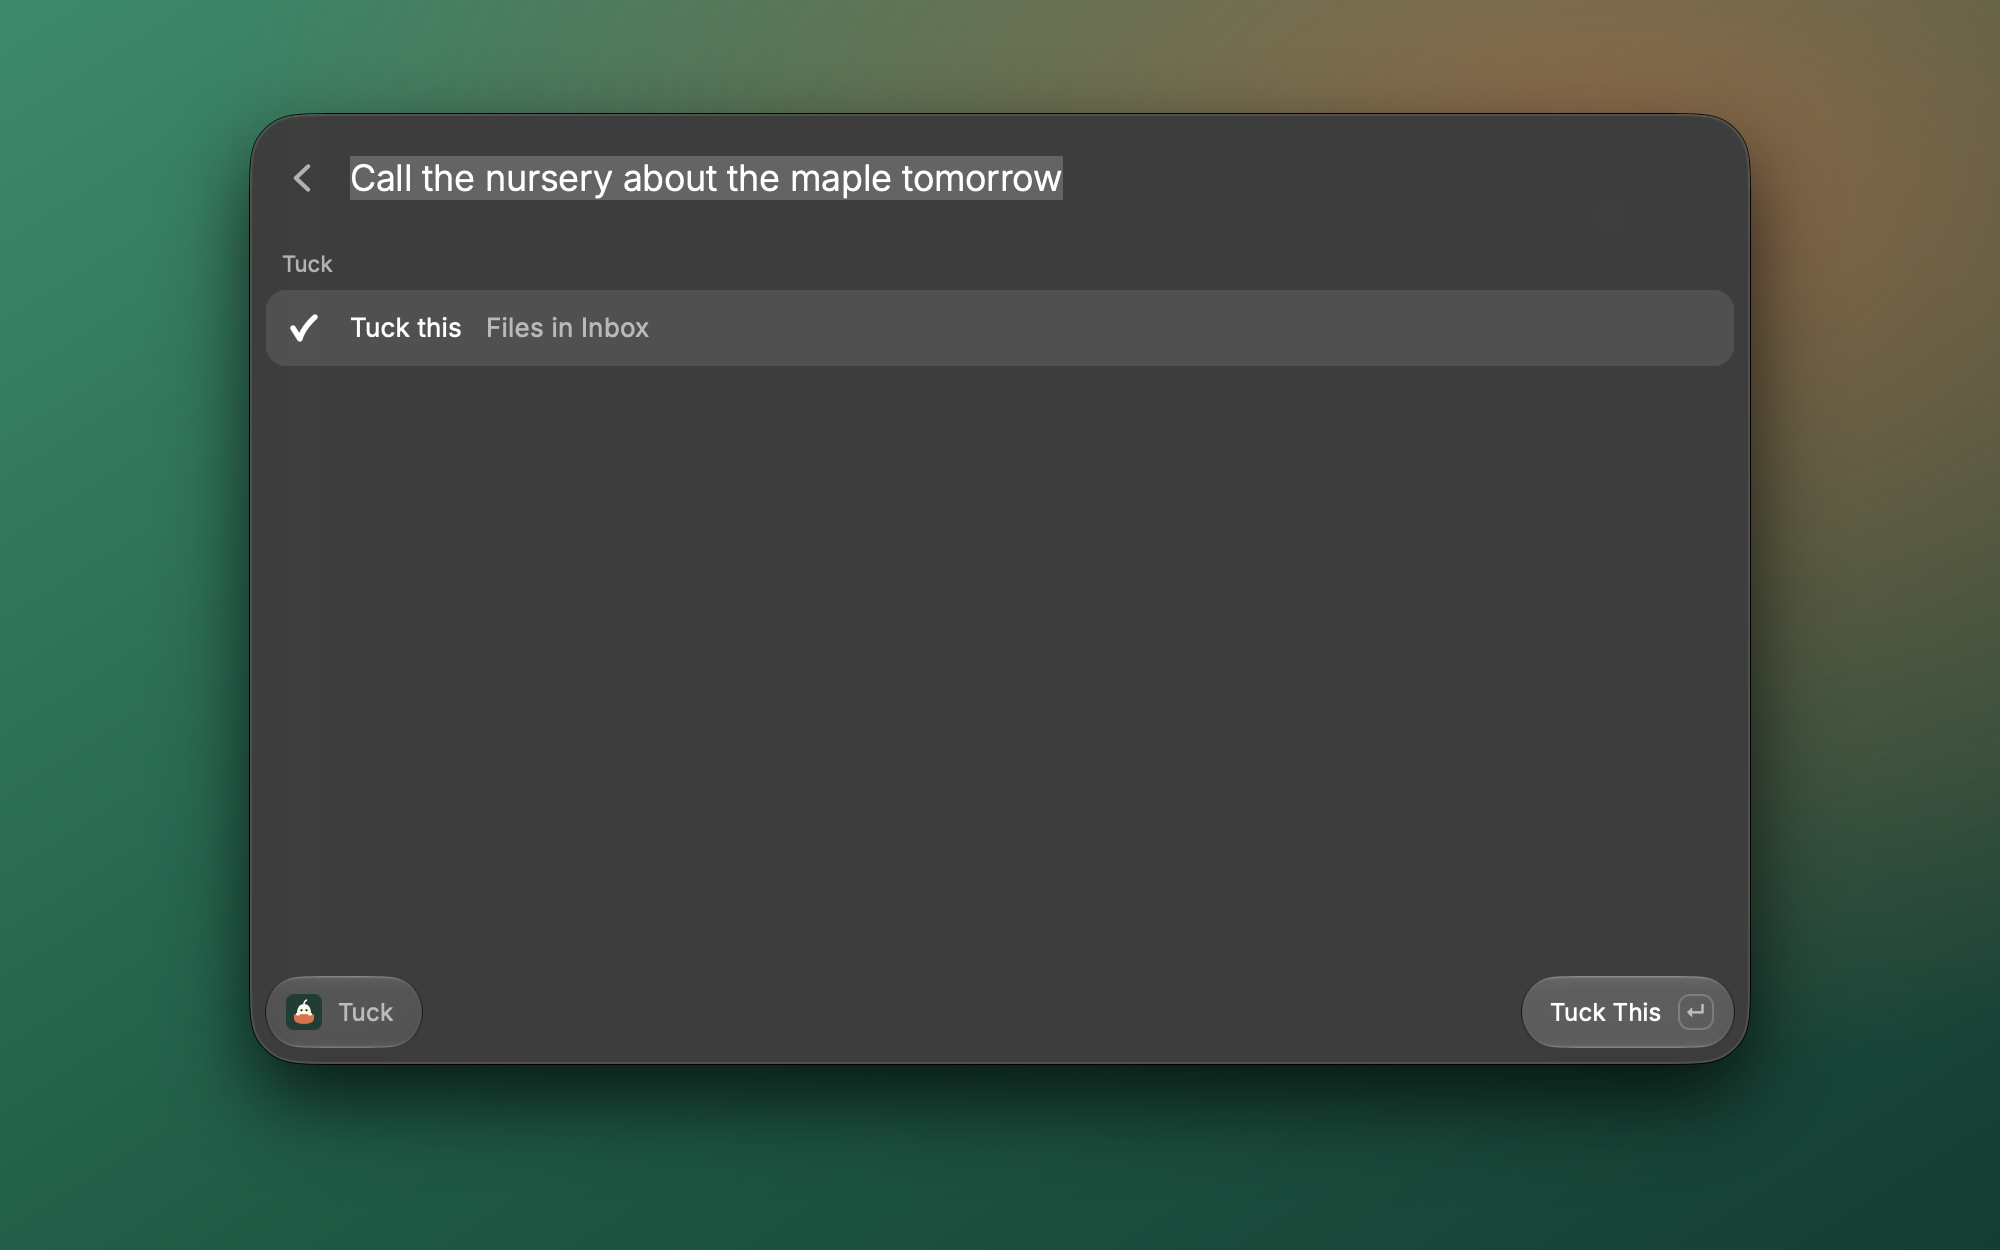 Call the nursery about the maple tomorrow
Tuck
Tuck this Files in Inbox
Tuck
Tuck This